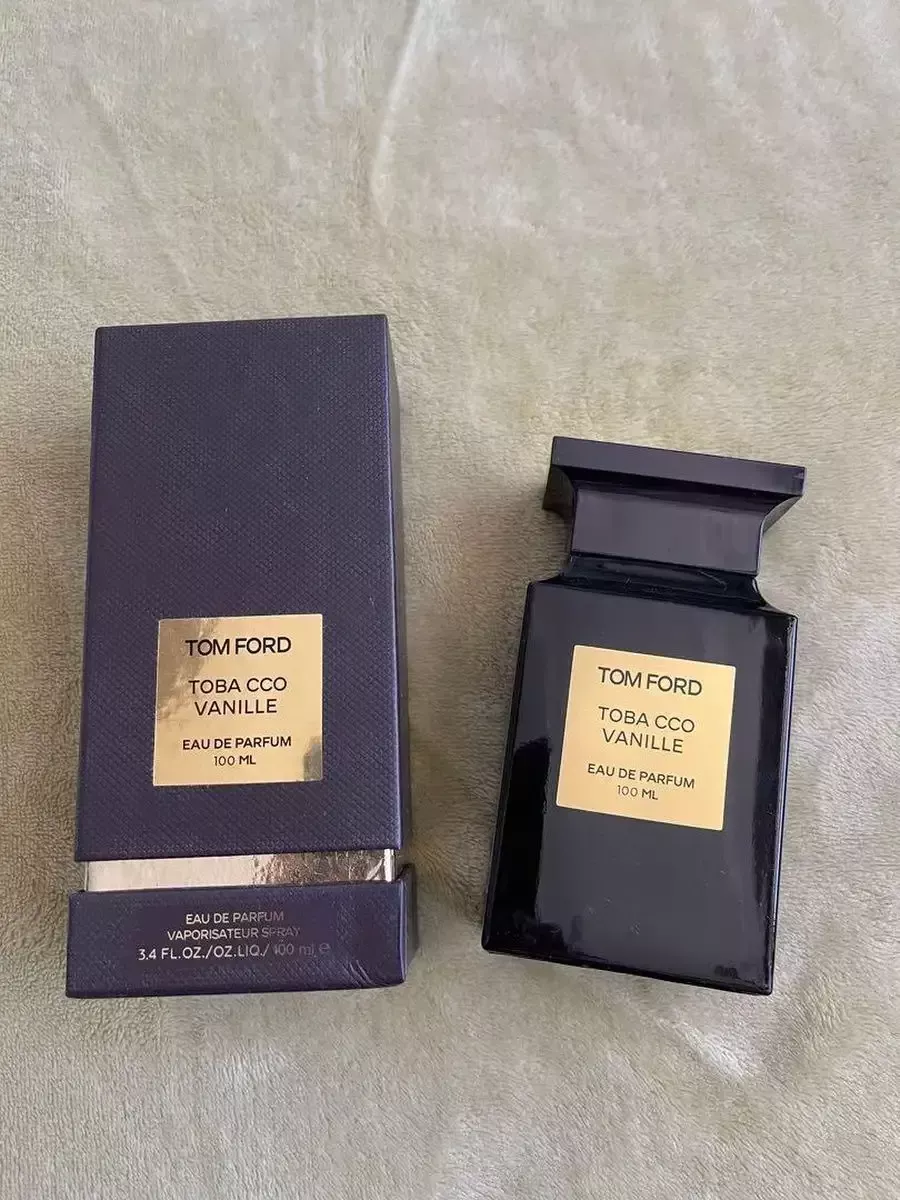 TOM FORD
TOBA CCO
VANILLE
EAU DE PARFUM
100 ML
EAU DE PARFUM
VAPORISATEUR SPRAY
3.4 FL.OZ./OZ.LIQ./ 100 ml ℮
TOM FORD
TOBA CCO
VANILLE
EAU DE PARFUM
100 ML